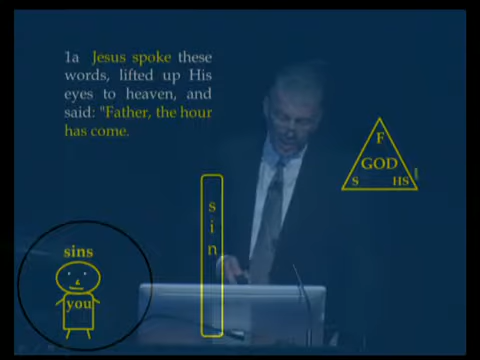 1a Jesus spoke these
words, lifted up His
eyes to heaven, and
said: "Father, the hour
has come.
F
GOD
S HS
sin
sins
you